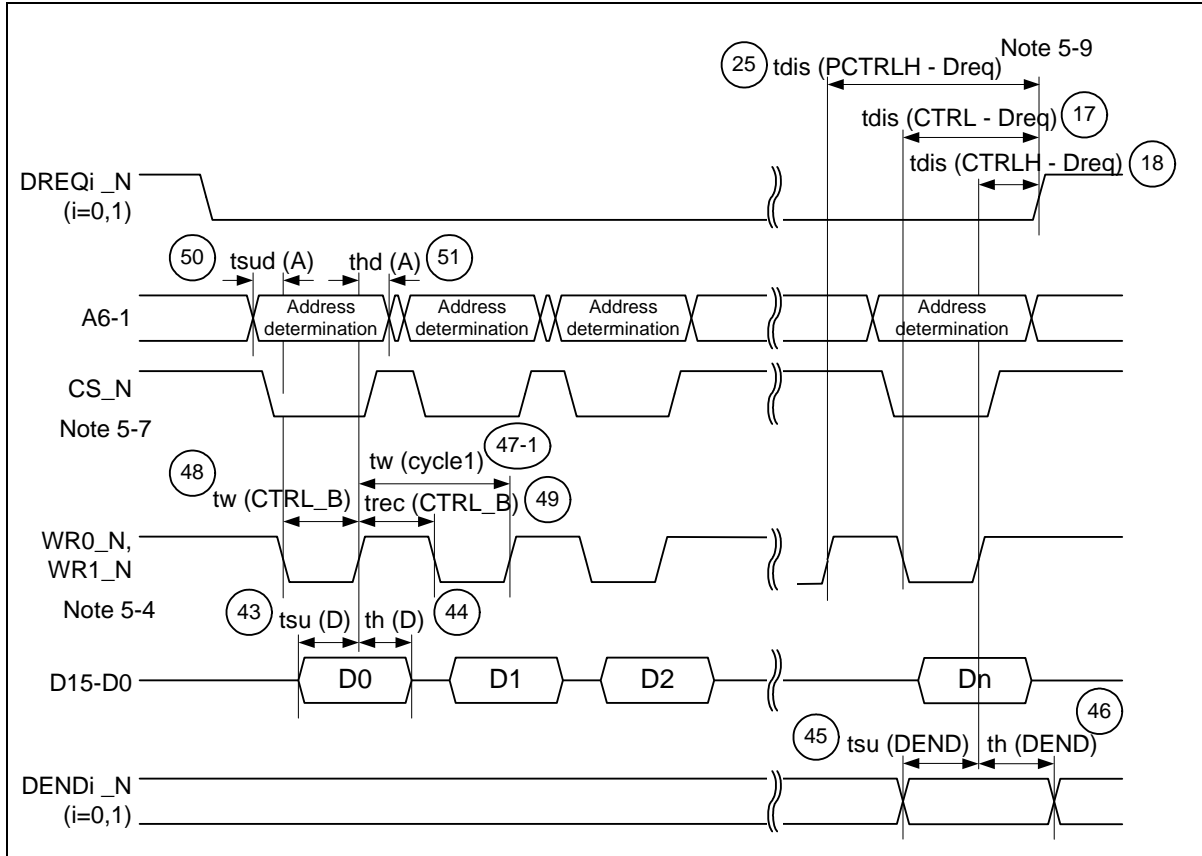 Note 5-9
25 tdis (PCTRLH - Dreq)
tdis (CTRL - Dreq) 17
tdis (CTRLH - Dreq) 18
DREQi _N
(i=0,1)
50 tsud (A) thd (A) 51
A6-1
Address determination
Address determination
Address determination
Address determination
CS_N
Note 5-7
47-1
tw (cycle1)
48
tw (CTRL_B) trec (CTRL_B) 49
WR0_N,
WR1_N
Note 5-4
43 tsu (D) th (D) 44
D15-D0 D0 D1 D2 Dn
46
45 tsu (DEND) th (DEND)
DENDi _N
(i=0,1)